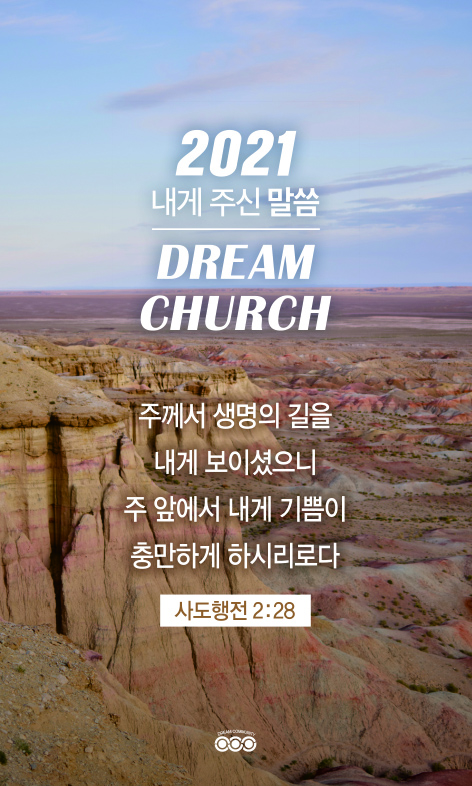 2021
내게 주신 말씀
DREAM
CHURCH
주께서 생명의 길을
내게 보이셨으니
주 앞에서 내게 기쁨이
충만하게 하시리로다
사도행전 2:28